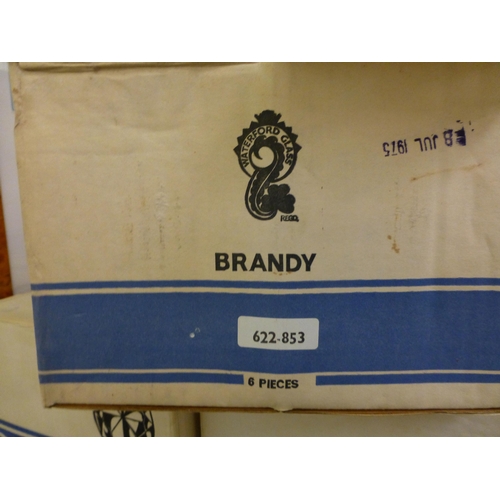 WATERFORD GLASS
REGD
8 JUL 1975
BRANDY
622-853
6 PIECES